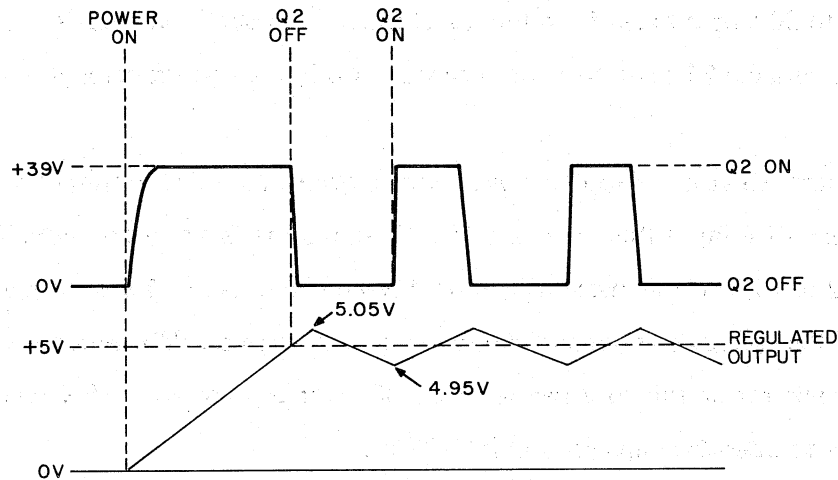 POWER
ON
Q2
OFF
Q2
ON
+39V
Q2 ON
0V
Q2 OFF
5.05V
+5V
REGULATED
OUTPUT
4.95V
0V